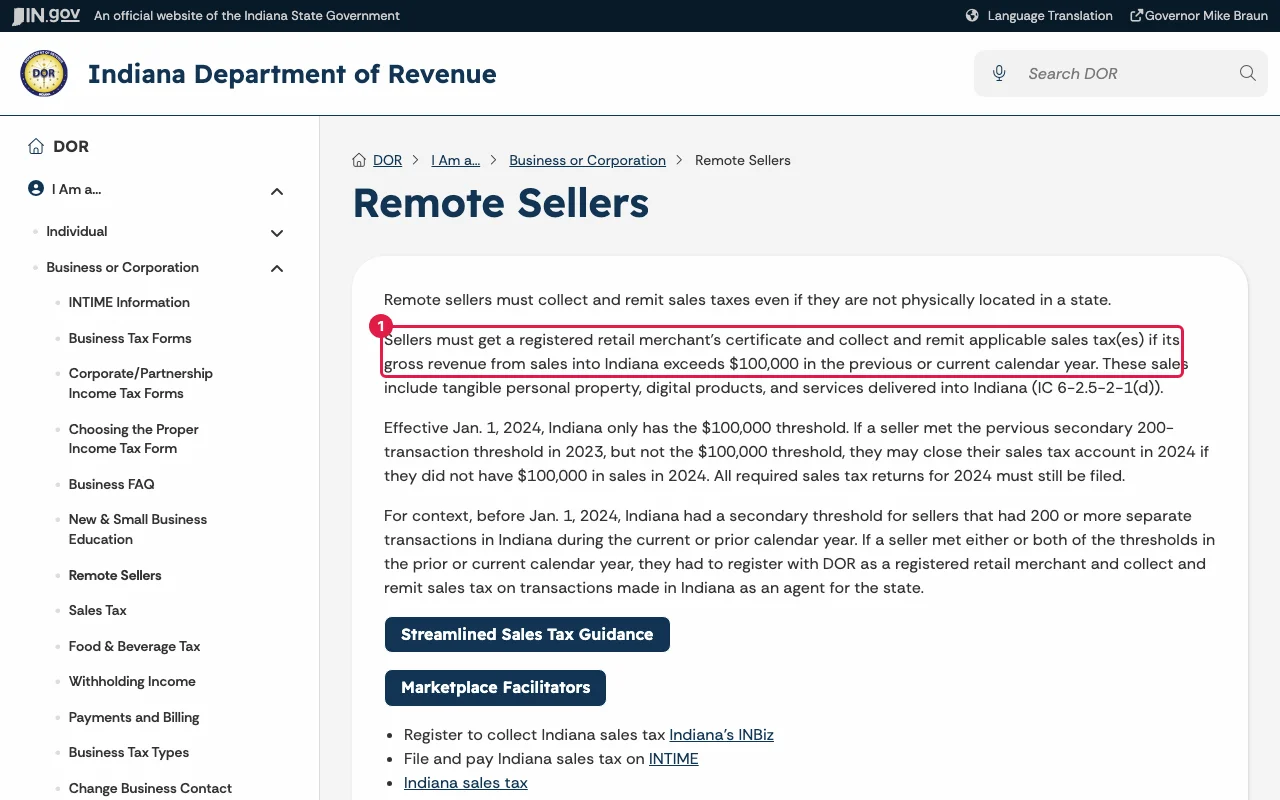 IN.gov An official website of the Indiana State Government Language Translation Governor Mike Braun
DOR Indiana Department of Revenue Search DOR
DOR
I Am a...
Individual
Business or Corporation
INTIME Information
Business Tax Forms
Corporate/Partnership
Income Tax Forms
Choosing the Proper
Income Tax Form
Business FAQ
New & Small Business
Education
Remote Sellers
Sales Tax
Food & Beverage Tax
Withholding Income
Payments and Billing
Business Tax Types
Change Business Contact
DOR > I Am a... > Business or Corporation > Remote Sellers
Remote Sellers
Remote sellers must collect and remit sales taxes even if they are not physically located in a state.
1
Sellers must get a registered retail merchant's certificate and collect and remit applicable sales tax(es) if its
gross revenue from sales into Indiana exceeds $100,000 in the previous or current calendar year. These sales
include tangible personal property, digital products, and services delivered into Indiana (IC 6-2.5-2-1(d)).
Effective Jan. 1, 2024, Indiana only has the $100,000 threshold. If a seller met the pervious secondary 200-
transaction threshold in 2023, but not the $100,000 threshold, they may close their sales tax account in 2024 if
they did not have $100,000 in sales in 2024. All required sales tax returns for 2024 must still be filed.
For context, before Jan. 1, 2024, Indiana had a secondary threshold for sellers that had 200 or more separate
transactions in Indiana during the current or prior calendar year. If a seller met either or both of the thresholds in
the prior or current calendar year, they had to register with DOR as a registered retail merchant and collect and
remit sales tax on transactions made in Indiana as an agent for the state.
Streamlined Sales Tax Guidance
Marketplace Facilitators
• Register to collect Indiana sales tax Indiana's INBiz
• File and pay Indiana sales tax on INTIME
• Indiana sales tax